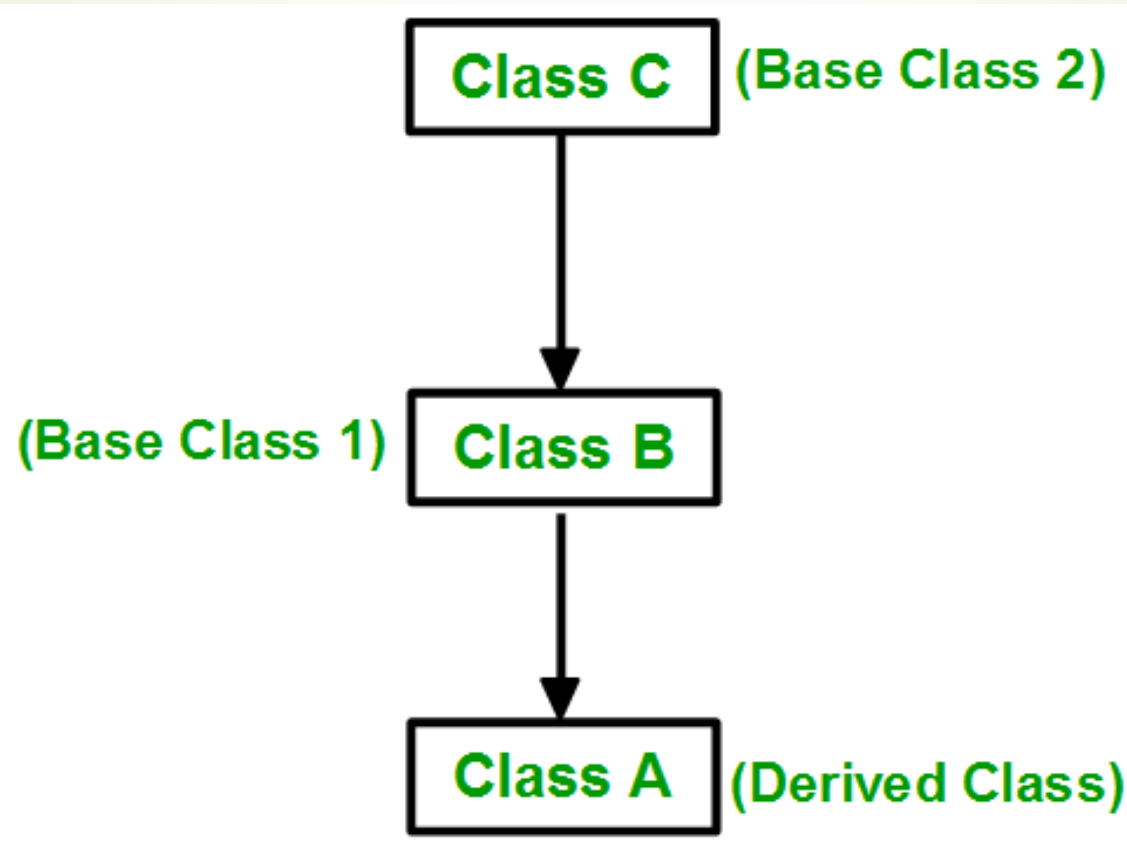 Class C
(Base Class 2)
(Base Class 1)
Class B
Class A
(Derived Class)